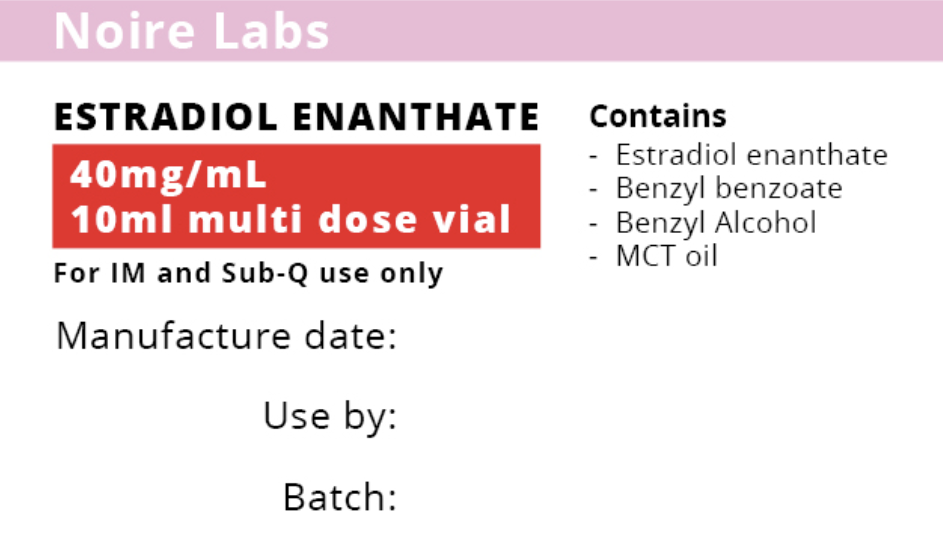 Noire Labs
ESTRADIOL ENANTHATE
40mg/mL
10ml multi dose vial
For IM and Sub-Q use only
Manufacture date:
Use by:
Batch:
Contains
- Estradiol enanthate
- Benzyl benzoate
- Benzyl Alcohol
- MCT oil